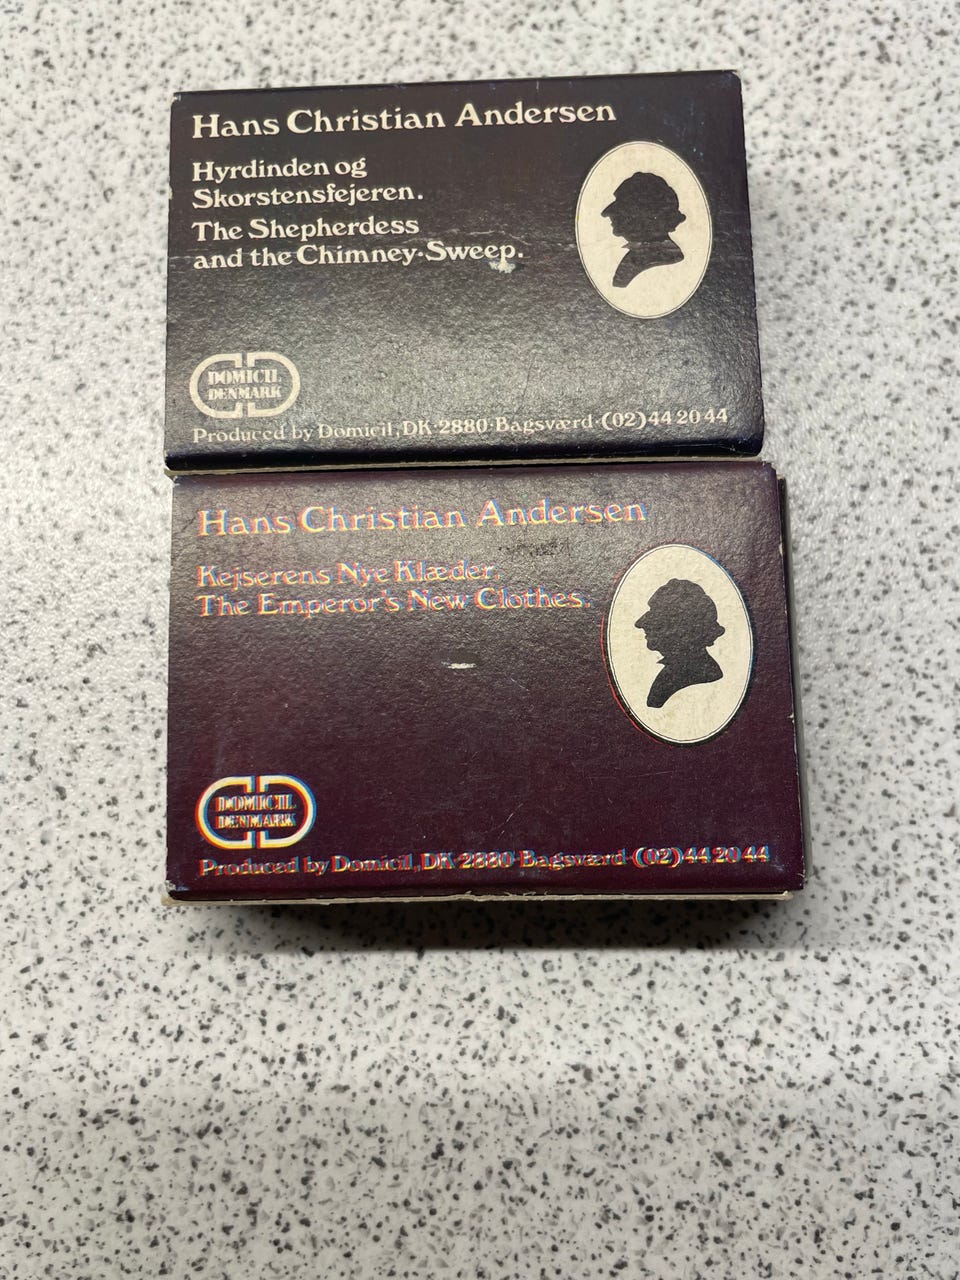 Hans Christian Andersen
Hyrdinden og
Skorstensfejeren.
The Shepherdess
and the Chimney-Sweep.
DOMICIL
DENMARK
Produced by Domicil, DK-2880-Bagsværd-(02) 44 20 44
Hans Christian Andersen
Kejserens Nye Klæder.
The Emperor's New Clothes.
DOMICIL
DENMARK
Produced by Domicil, DK-2880-Bagsværd-(02) 44 20 44